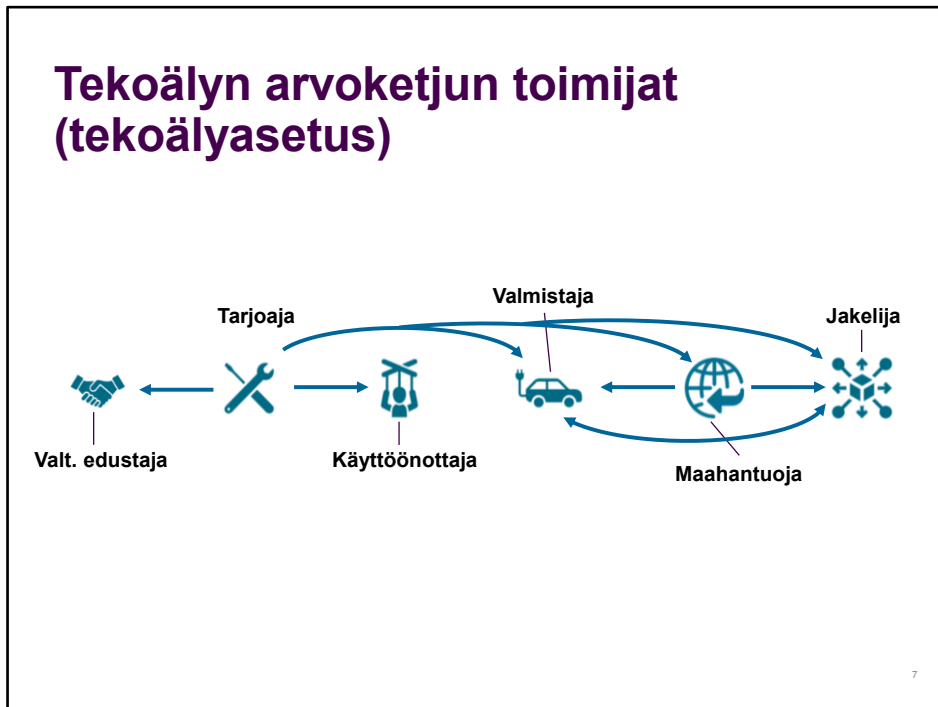 Tekoälyn arvoketjun toimijat
(tekoälyasetus)
Valmistaja
Tarjoaja
Jakelija
Valt. edustaja
Käyttöönottaja
Maahantuoja
7